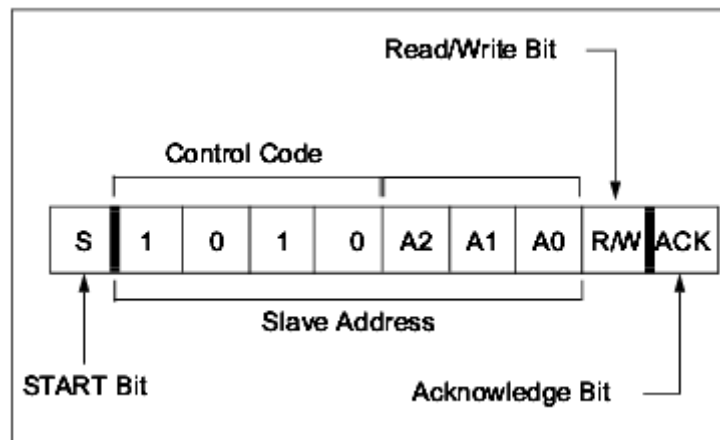 Read/Write Bit
Control Code
S 1 0 1 0 A2 A1 A0 R/W ACK
Slave Address
START Bit
Acknowledge Bit